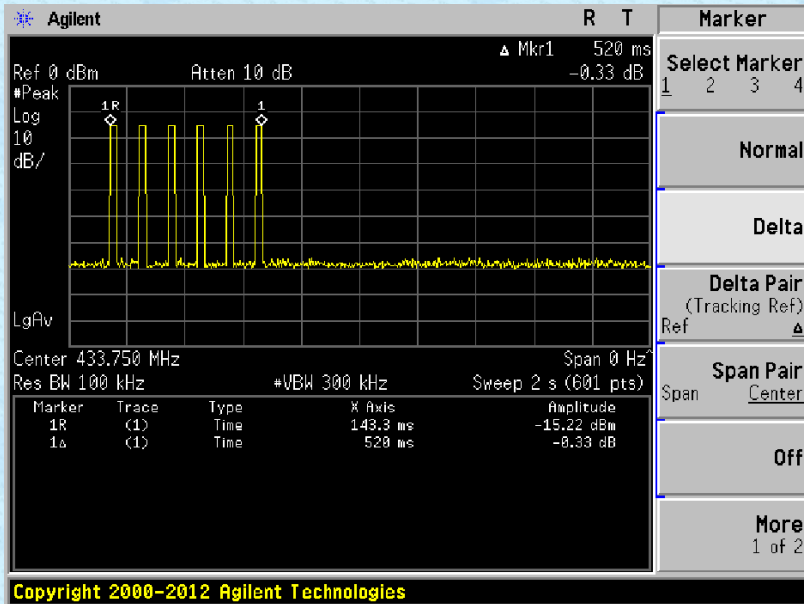 Agilent R T
Δ Mkr1 520 ms
Ref 0 dBm Atten 10 dB -0.33 dB
#Peak
Log
10
dB/
1R 1
LgAv
Center 433.750 MHz Span 0 Hz^
Res BW 100 kHz #VBW 300 kHz Sweep 2 s (601 pts)
Marker Trace Type X Axis Amplitude
1R (1) Time 143.3 ms -15.22 dBm
1Δ (1) Time 520 ms -0.33 dB
Marker
Select Marker
1 2 3 4
Normal
Delta
Delta Pair
(Tracking Ref)
Ref Δ
Span Pair
Span Center
Off
More
1 of 2
Copyright 2000-2012 Agilent Technologies